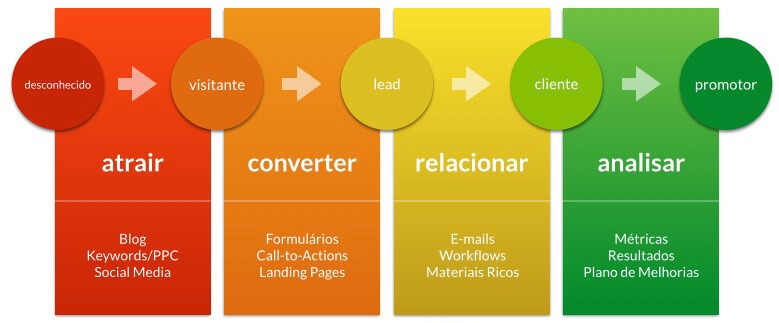 desconhecido
visitante
lead
cliente
promotor
atrair
converter
relacionar
analisar
Blog
Keywords/PPC
Social Media
Formulários
Call-to-Actions
Landing Pages
E-mails
Workflows
Materiais Ricos
Métricas
Resultados
Plano de Melhorias